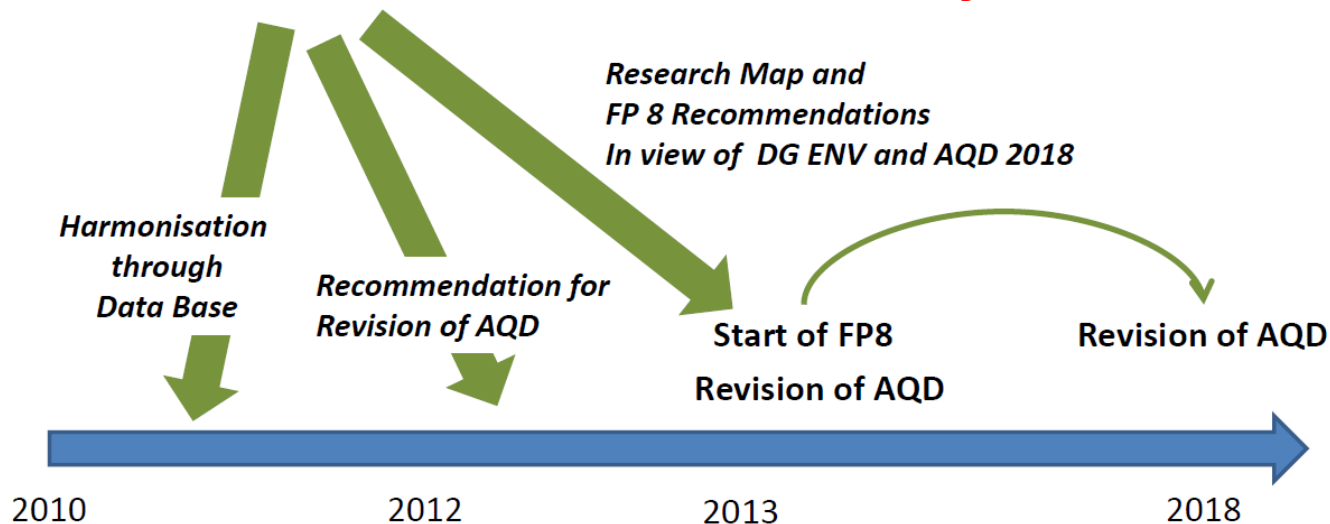 Research Map and
FP 8 Recommendations
In view of DG ENV and AQD 2018
Harmonisation
through
Data Base
Recommendation for
Revision of AQD
Start of FP8
Revision of AQD
Revision of AQD
2010
2012
2013
2018